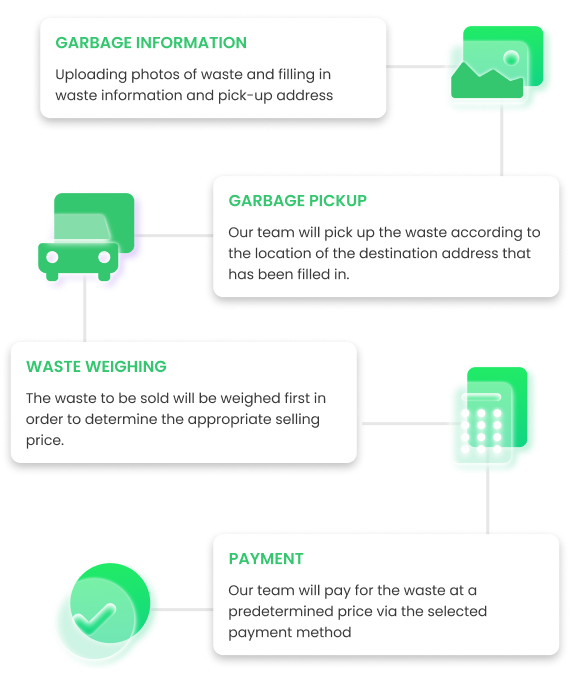 GARBAGE INFORMATION
Uploading photos of waste and filling in
waste information and pick-up address
GARBAGE PICKUP
Our team will pick up the waste according to
the location of the destination address that
has been filled in.
WASTE WEIGHING
The waste to be sold will be weighed first in
order to determine the appropriate selling
price.
PAYMENT
Our team will pay for the waste at a
predetermined price via the selected
payment method